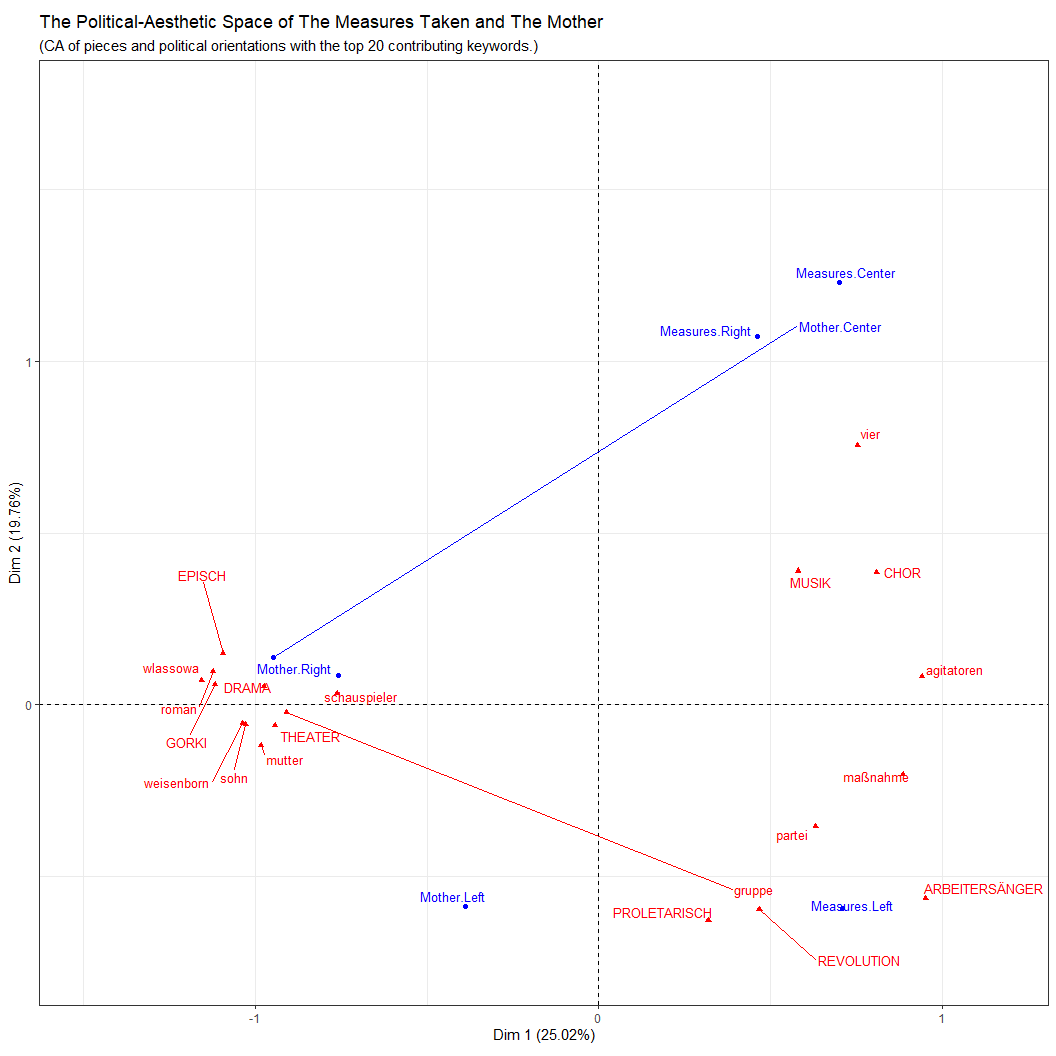 The Political-Aesthetic Space of The Measures Taken and The Mother
(CA of pieces and political orientations with the top 20 contributing keywords.)
Measures.Center
Measures.Right
Mother.Center
vier
EPISCH
MUSIK
CHOR
wlassowa
Mother.Right
agitatoren
DRAMA
schauspieler
roman
GORKI
THEATER
mutter
weisenborn
sohn
maßnahme
partei
gruppe
ARBEITERSÄNGER
Mother.Left
PROLETARISCH
Measures.Left
REVOLUTION
1
0
-1
0
1
Dim 2 (19.76%)
Dim 1 (25.02%)